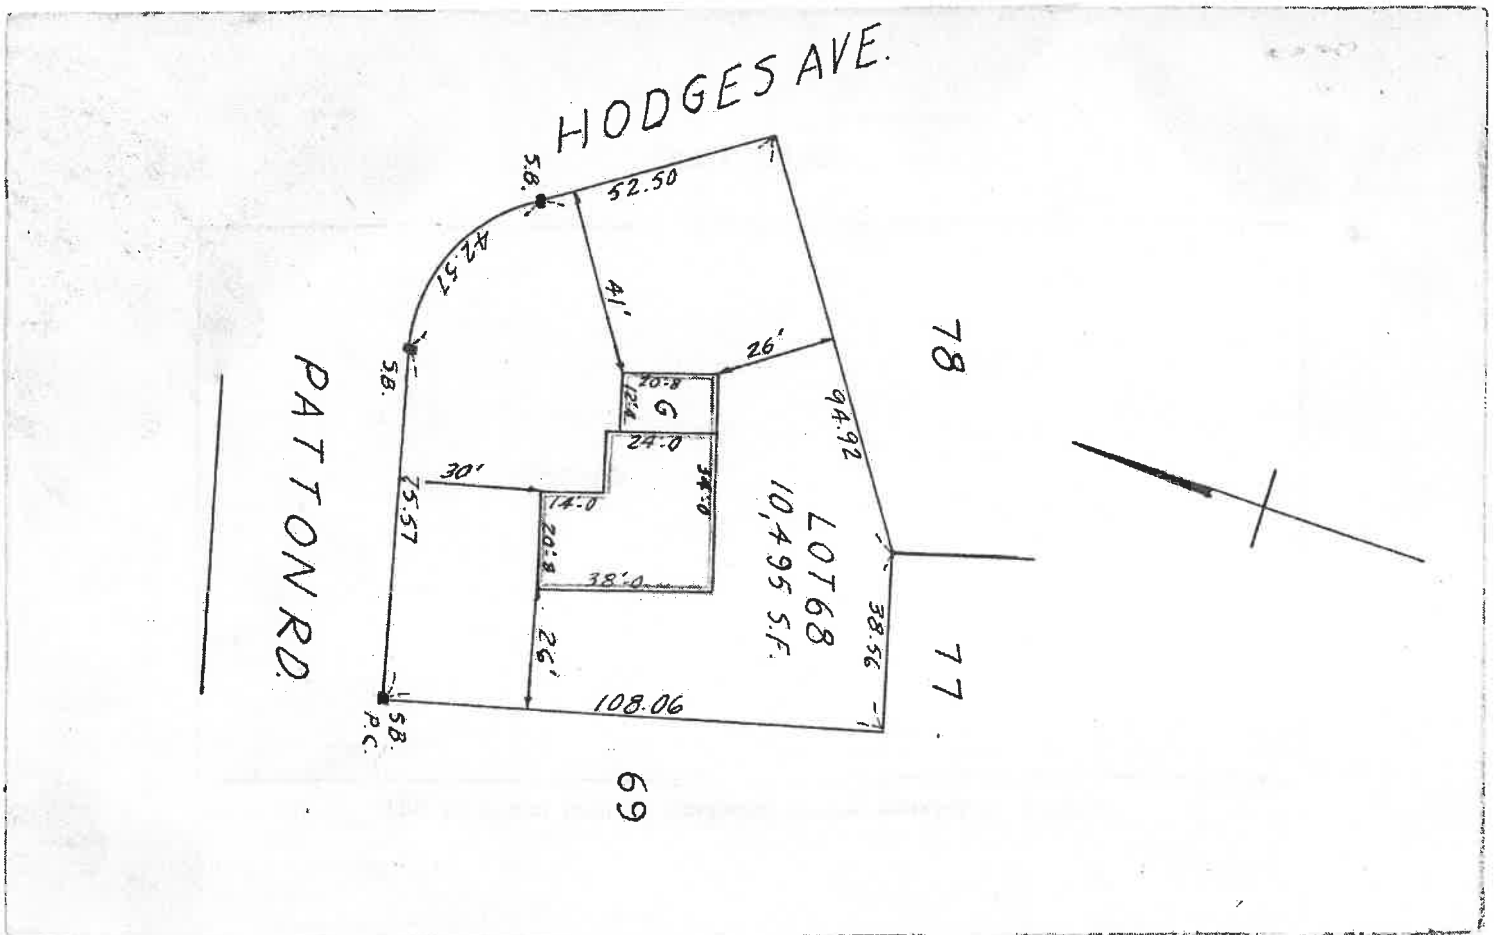 HODGES AVE.
S.B.
52.50
42.57
41'
26'
78
S.B.
20'-8
12'-4
G
24'-0
94.92
PATTON RD.
30'
75.57
14'-0
34'-0
20'-8
38'-0
LOT 68
10,495 S.F.
38.56
77
26'
108.06
S.B.
P.C.
69